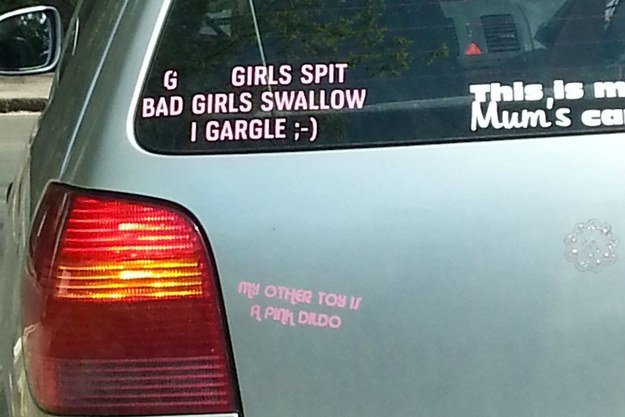 G GIRLS SPIT
BAD GIRLS SWALLOW
I GARGLE ;-)
This is m
Mum's ca
MY OTHER TOY IS
A PINK DILDO